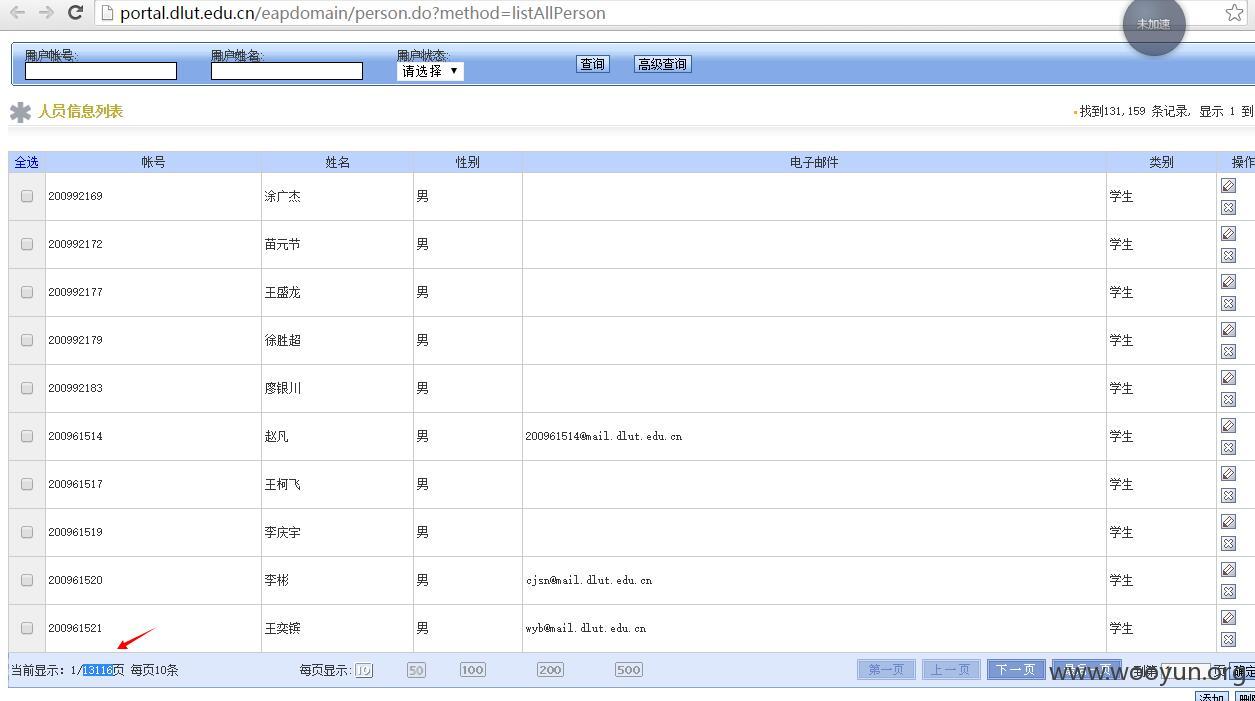 portal.dlut.edu.cn/eapdomain/person.do?method=listAllPerson
未加速
用户帐号: 用户姓名: 用户状态:
请选择 查询 高级查询
人员信息列表
找到131,159 条记录, 显示 1 到
全选 帐号 姓名 性别 电子邮件 类别 操作
200992169 涂广杰 男 学生
200992172 苗元节 男 学生
200992177 王盛龙 男 学生
200992179 徐胜超 男 学生
200992183 廖银川 男 学生
200961514 赵凡 男 200961514@mail.dlut.edu.cn 学生
200961517 王柯飞 男 学生
200961519 李庆宇 男 学生
200961520 李彬 男 cjsn@mail.dlut.edu.cn 学生
200961521 王奕镔 男 wyb@mail.dlut.edu.cn 学生
当前显示: 1/13116页 每页10条 每页显示: 10 50 100 200 500 第一页 上一页 下一页 最后一页 到第 页 确定
www.wooyun.org
添加 删除